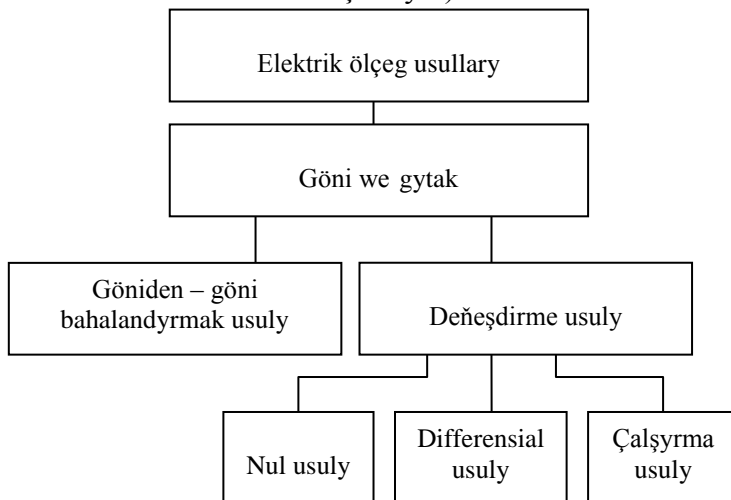 Elektrik ölçeg usullary
Göni we gytak
Göniden – göni
bahalandyrmak usuly
Deňeşdirme usuly
Nul usuly
Differensial
usuly
Çalşyrma
usuly